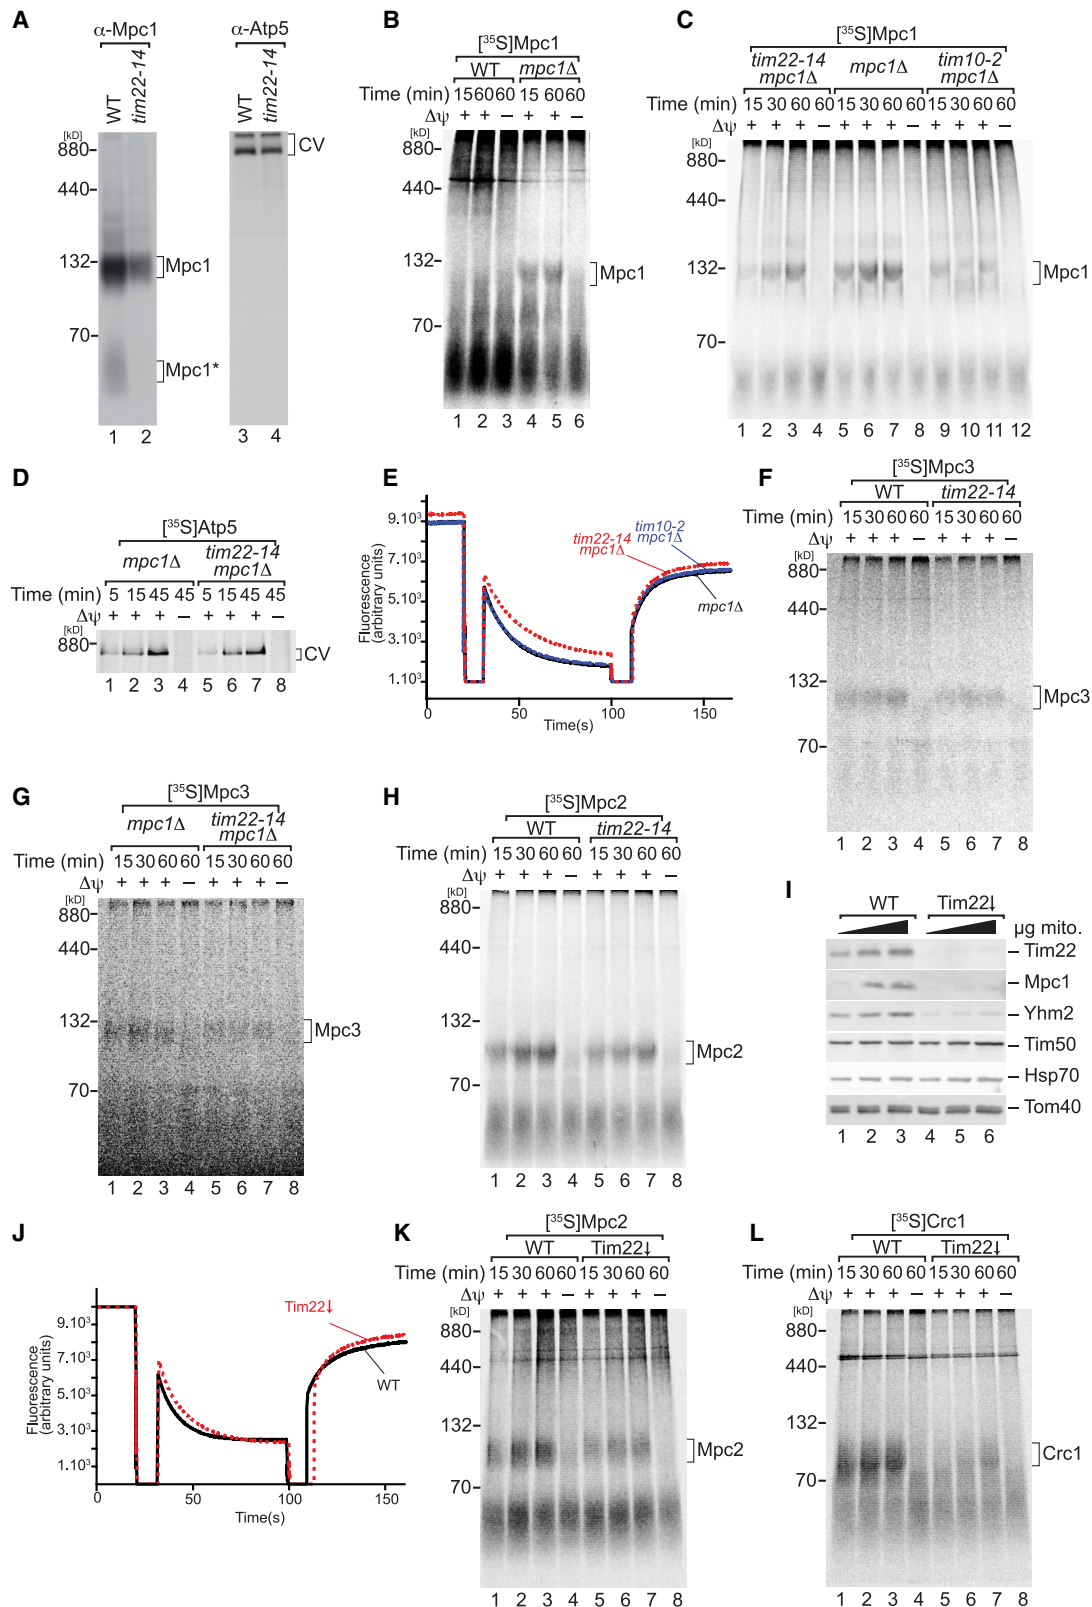 A
α-Mpc1
α-Atp5
WT
tim22-14
WT
tim22-14
[kD]
880
440
132
70
CV
Mpc1
Mpc1*
1 2 3 4
B
[35S]Mpc1
WT mpc1Δ
Time (min) 15 60 60 15 60 60
Δψ + + − + + −
[kD]
880
440
132
70
Mpc1
1 2 3 4 5 6
C
[35S]Mpc1
tim22-14 mpc1Δ
mpc1Δ
tim10-2 mpc1Δ
Time (min) 15 30 60 60 15 30 60 60 15 30 60 60
Δψ + + + − + + + − + + + −
[kD]
880
440
132
70
Mpc1
1 2 3 4 5 6 7 8 9 10 11 12
D
[35S]Atp5
mpc1Δ
tim22-14 mpc1Δ
Time (min) 5 15 45 45 5 15 45 45
Δψ + + + − + + + −
[kD]
880
CV
1 2 3 4 5 6 7 8
E
Fluorescence (arbitrary units)
9.10³
7.10³
5.10³
3.10³
1.10³
tim22-14 mpc1Δ
tim10-2 mpc1Δ
mpc1Δ
0 50 100 150
Time(s)
F
[35S]Mpc3
WT tim22-14
Time (min) 15 30 60 60 15 30 60 60
Δψ + + + − + + + −
[kD]
880
440
132
70
Mpc3
1 2 3 4 5 6 7 8
G
[35S]Mpc3
mpc1Δ
tim22-14 mpc1Δ
Time (min) 15 30 60 60 15 30 60 60
Δψ + + + − + + + −
[kD]
880
440
132
70
Mpc3
1 2 3 4 5 6 7 8
H
[35S]Mpc2
WT tim22-14
Time (min) 15 30 60 60 15 30 60 60
Δψ + + + − + + + −
[kD]
880
440
132
70
Mpc2
1 2 3 4 5 6 7 8
I
WT Tim22↓
µg mito.
Tim22
Mpc1
Yhm2
Tim50
Hsp70
Tom40
1 2 3 4 5 6
J
Fluorescence (arbitrary units)
9.10³
7.10³
5.10³
3.10³
1.10³
Tim22↓
WT
0 50 100 150
Time(s)
K
[35S]Mpc2
WT Tim22↓
Time (min) 15 30 60 60 15 30 60 60
Δψ + + + − + + + −
[kD]
880
440
132
70
Mpc2
1 2 3 4 5 6 7 8
L
[35S]Crc1
WT Tim22↓
Time (min) 15 30 60 60 15 30 60 60
Δψ + + + − + + + −
[kD]
880
440
132
70
Crc1
1 2 3 4 5 6 7 8